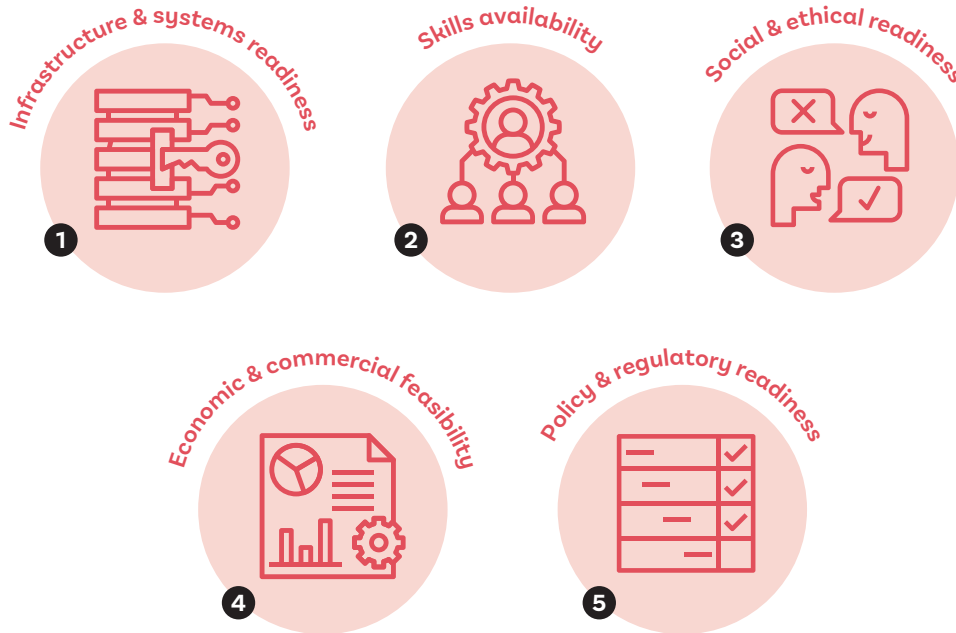 Infrastructure & systems readiness
1
Skills availability
2
Social & ethical readiness
3
Economic & commercial feasibility
4
Policy & regulatory readiness
5